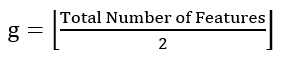 g = ⌊Total Number of Features / 2⌋